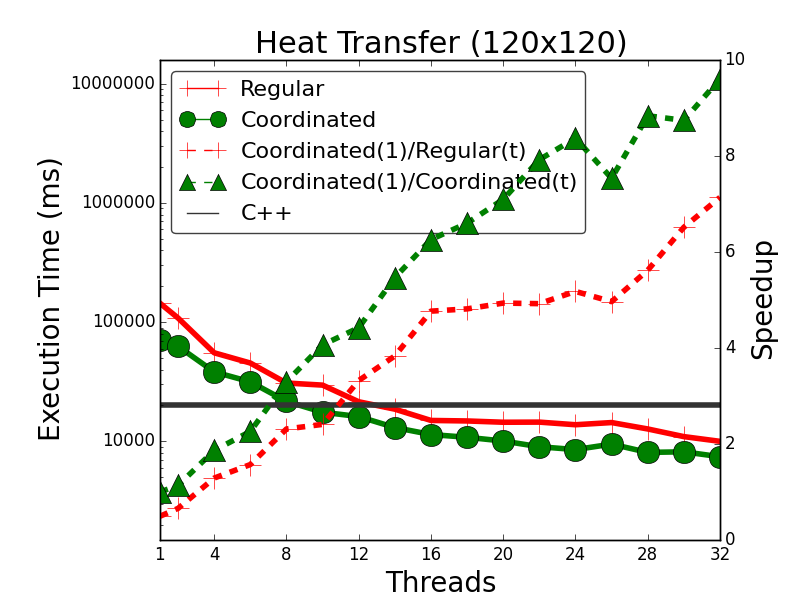 Heat Transfer (120x120)
Regular
Coordinated
Coordinated(1)/Regular(t)
Coordinated(1)/Coordinated(t)
C++
Execution Time (ms)
10000000
1000000
100000
10000
10
8
6
4
2
0
Speedup
1 4 8 12 16 20 24 28 32
Threads